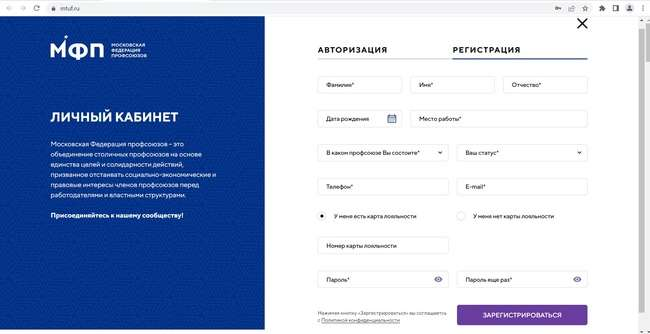 mtuf.ru
МФП
МОСКОВСКАЯ
ФЕДЕРАЦИЯ
ПРОФСОЮЗОВ
ЛИЧНЫЙ КАБИНЕТ
Московская Федерация профсоюзов – это
объединение столичных профсоюзов на основе
единства целей и солидарности действий,
призванное отстаивать социально-экономические и
правовые интересы членов профсоюзов перед
работодателями и властными структурами.
Присоединяйтесь к нашему сообществу!
АВТОРИЗАЦИЯ РЕГИСТРАЦИЯ
Фамилия* Имя* Отчество*
Дата рождения Место работы*
В каком профсоюзе Вы состоите* Ваш статус*
Телефон* E-mail*
У меня есть карта лояльности У меня нет карты лояльности
Номер карты лояльности
Пароль* Пароль еще раз*
Нажимая кнопку «Зарегистрироваться» вы соглашаетесь
с Политикой конфиденциальности
ЗАРЕГИСТРИРОВАТЬСЯ